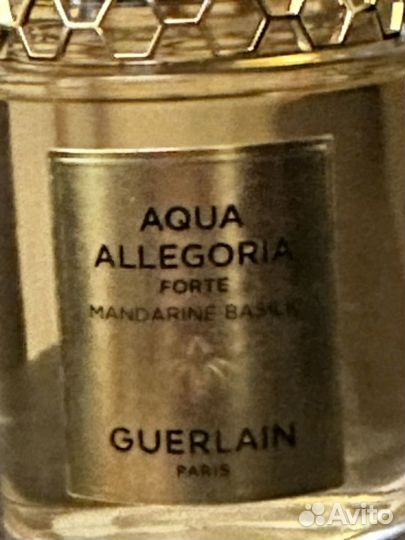 AQUA
ALLEGORIA
FORTE
MANDARINE BASILIC
GUERLAIN
PARIS
Avito